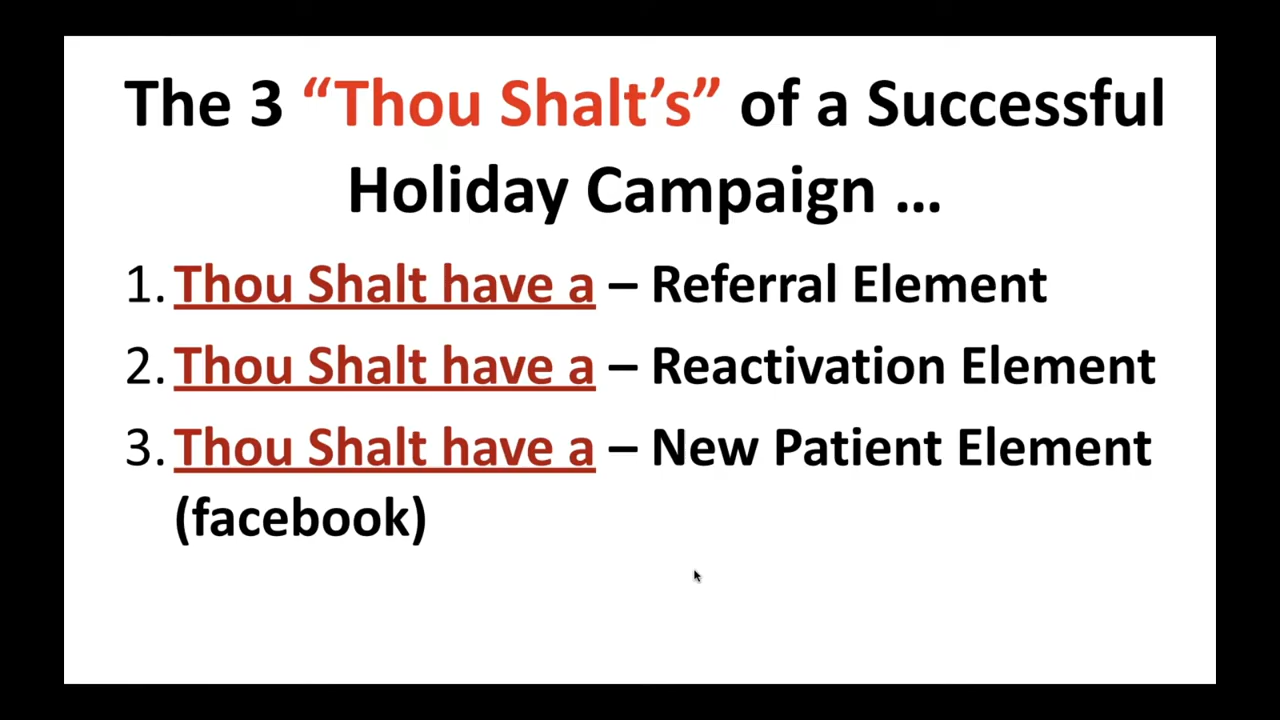 The 3 “Thou Shalt’s” of a Successful
Holiday Campaign ...
1. Thou Shalt have a – Referral Element
2. Thou Shalt have a – Reactivation Element
3. Thou Shalt have a – New Patient Element
(facebook)